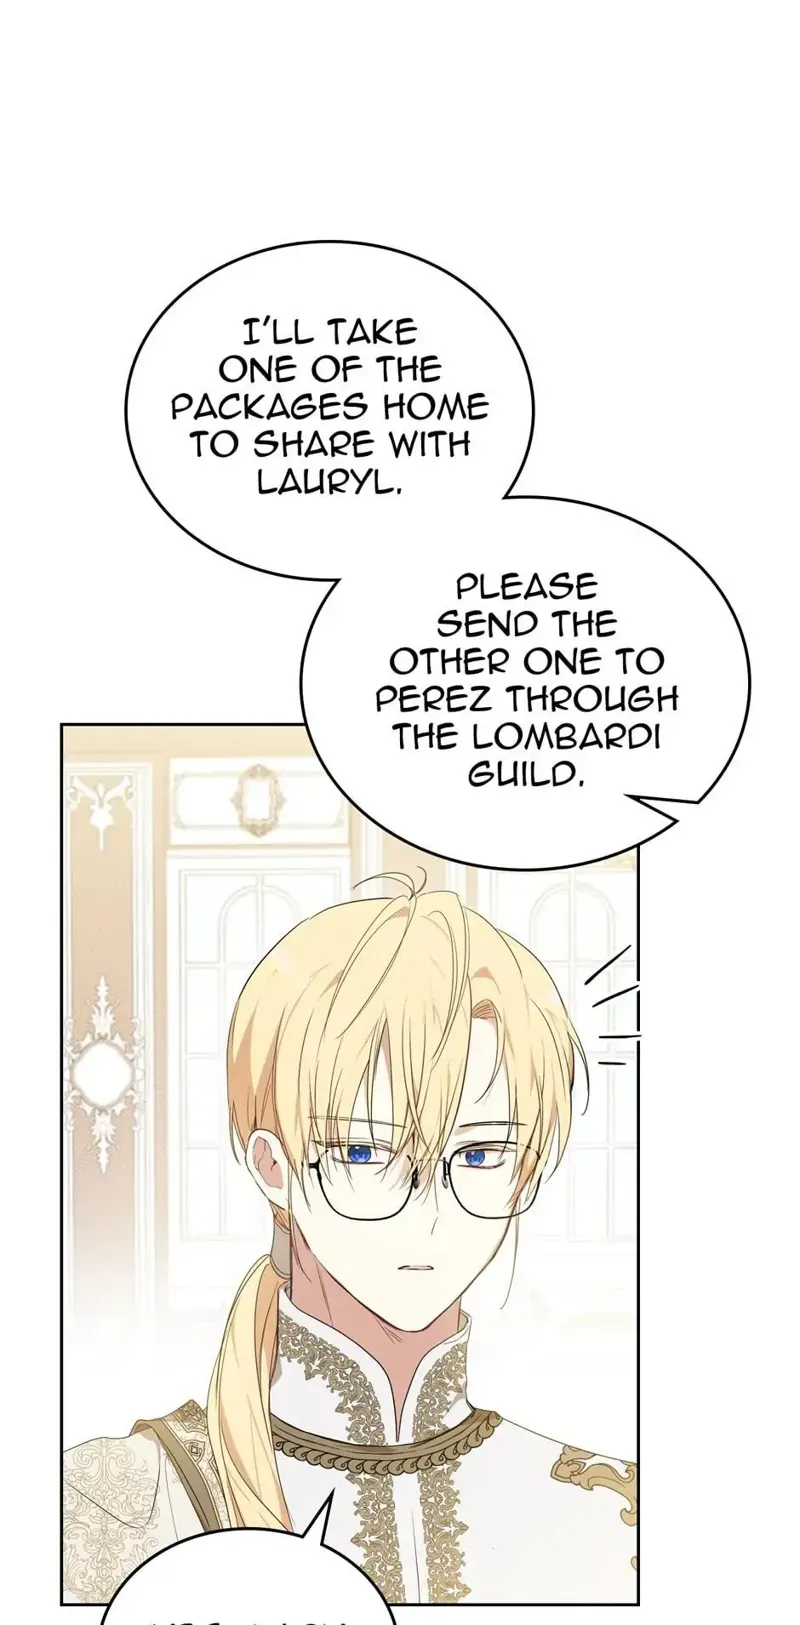 I'LL TAKE
ONE OF THE
PACKAGES HOME
TO SHARE WITH
LAURYL.
PLEASE
SEND THE
OTHER ONE TO
PEREZ THROUGH
THE LOMBARDI
GUILD.